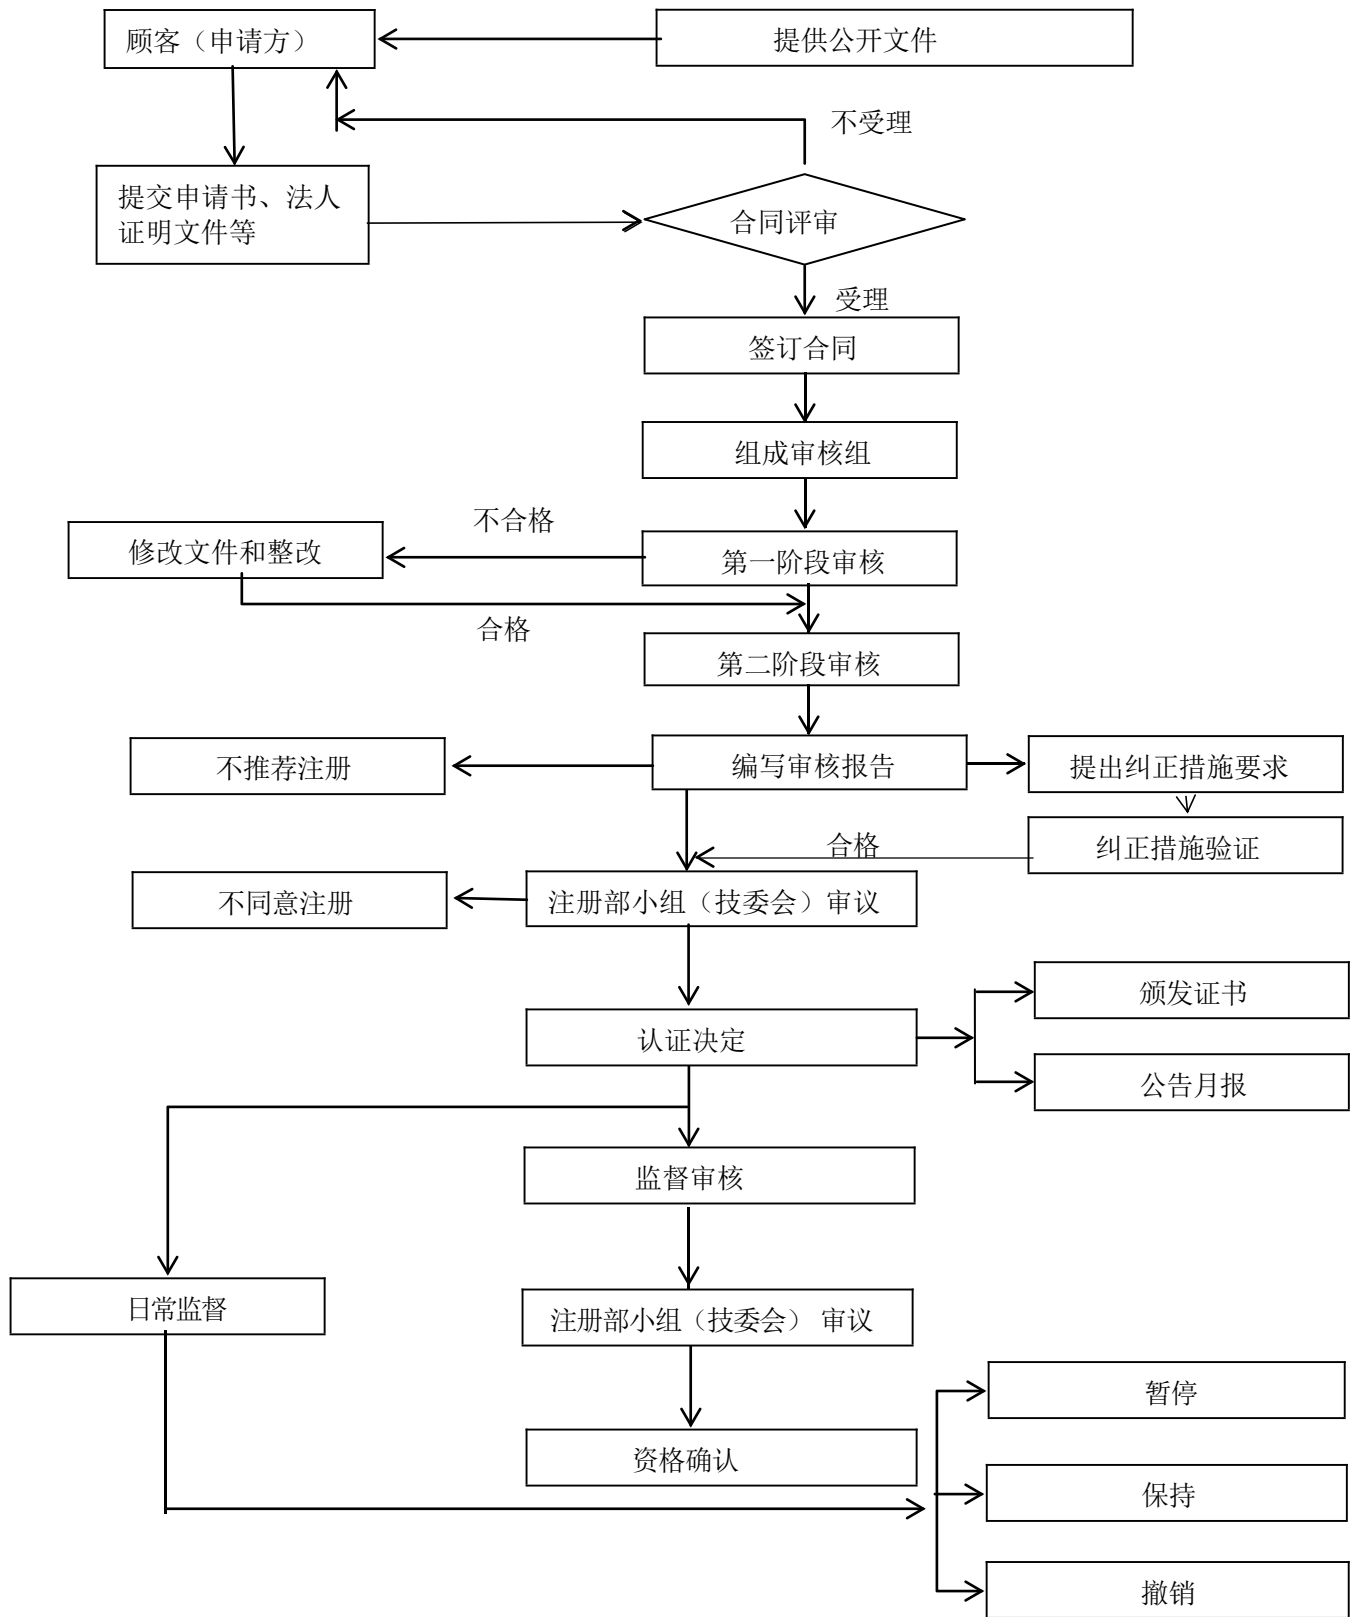 顾客（申请方）
提供公开文件
不受理
提交申请书、法人
证明文件等
合同评审
受理
签订合同
组成审核组
不合格
修改文件和整改
第一阶段审核
合格
第二阶段审核
不推荐注册
编写审核报告
提出纠正措施要求
合格
纠正措施验证
不同意注册
注册部小组（技委会）审议
颁发证书
认证决定
公告月报
监督审核
日常监督
注册部小组（技委会） 审议
暂停
资格确认
保持
撤销